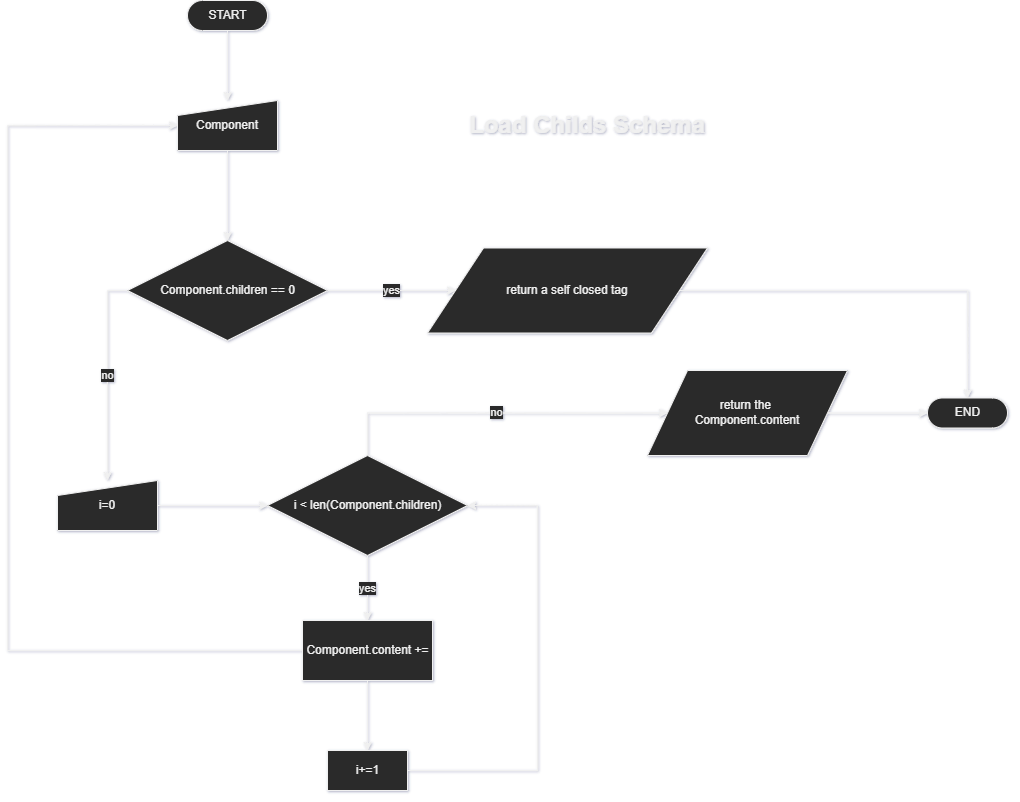 START
Component
Load Childs Schema
Component.children == 0
yes
return a self closed tag
no
return the
Component.content
no
END
i=0
i < len(Component.children)
yes
Component.content +=
i+=1